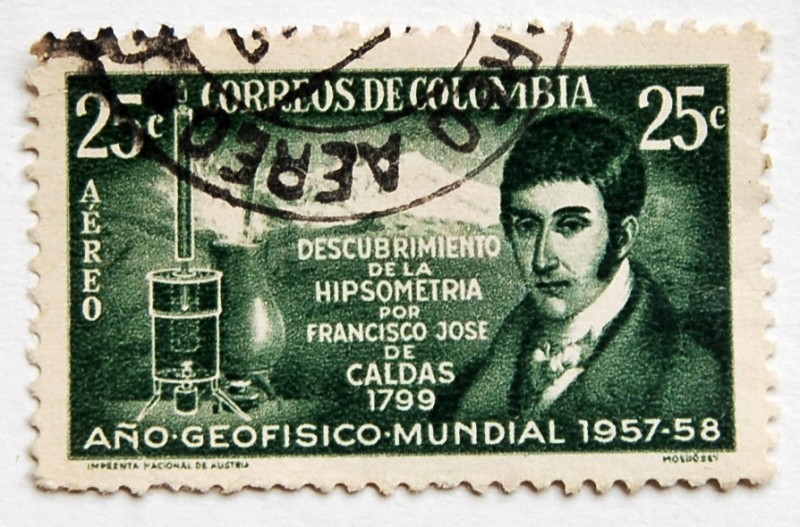 CORREOS DE COLOMBIA
25c
25c
AÉREO
DESCUBRIMIENTO
DE LA
HIPSOMETRIA
POR
FRANCISCO JOSE
DE
CALDAS
1799
AÑO·GEOFISICO·MUNDIAL 1957-58
IMPRENTA NACIONAL DE AUSTRIA
AEREO